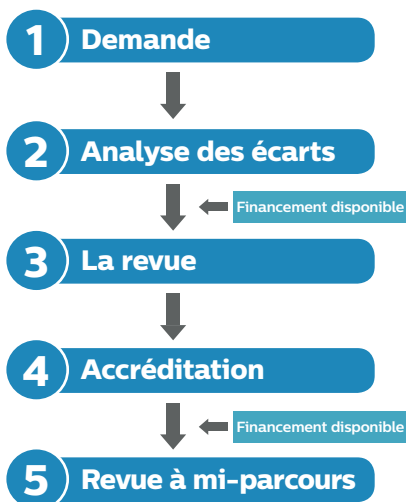 1 Demande
2 Analyse des écarts
Financement disponible
3 La revue
4 Accréditation
Financement disponible
5 Revue à mi-parcours